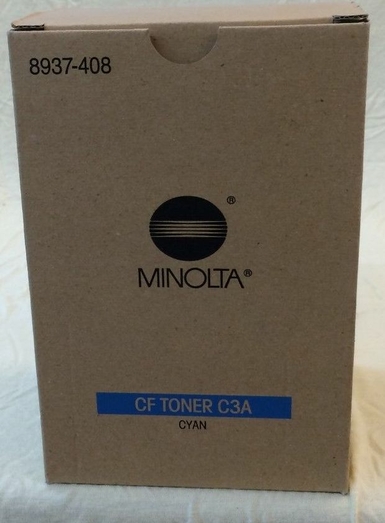 8937-408
®
MINOLTA®
CF TONER C3A
CYAN